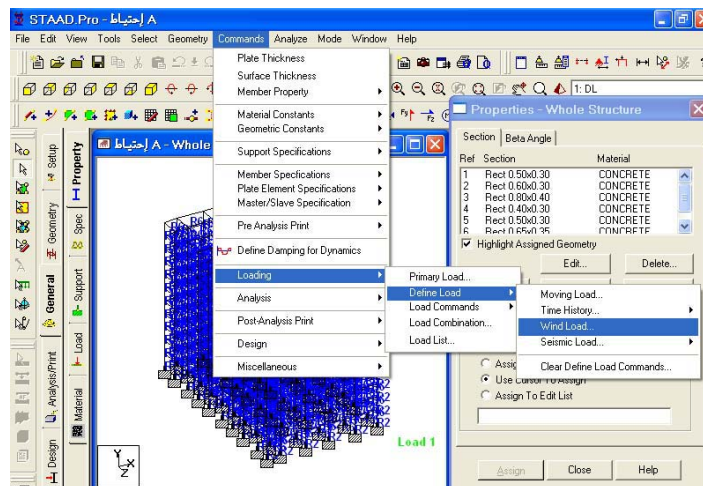 STAAD.Pro - إحتياط A
File Edit View Tools Select Geometry Commands Analyze Mode Window Help
1: DL
Plate Thickness
Surface Thickness
Member Property
Material Constants
Geometric Constants
Support Specifications
Member Specifications
Plate Element Specifications
Master/Slave Specification
Pre Analysis Print
Define Damping for Dynamics
Loading
Analysis
Post-Analysis Print
Design
Miscellaneous
Primary Load...
Define Load
Load Commands
Load Combination...
Load List...
Moving Load...
Time History...
Wind Load...
Seismic Load...
Clear Define Load Commands...
Setup
Geometry
General
Analysis/Print
Design
Property
Spec
Support
Load
Material
إحتياط A - Whole
Load 1
Y
X
Z
Properties - Whole Structure
Section Beta Angle
Ref Section Material
1 Rect 0.50x0.30 CONCRETE
2 Rect 0.60x0.30 CONCRETE
3 Rect 0.80x0.40 CONCRETE
4 Rect 0.40x0.30 CONCRETE
5 Rect 0.50x0.30 CONCRETE
6 Rect 0.65x0.35 CONCRETE
Highlight Assigned Geometry
Edit... Delete...
Assig
Use Cursor To Assign
Assign To Edit List
Assign Close Help